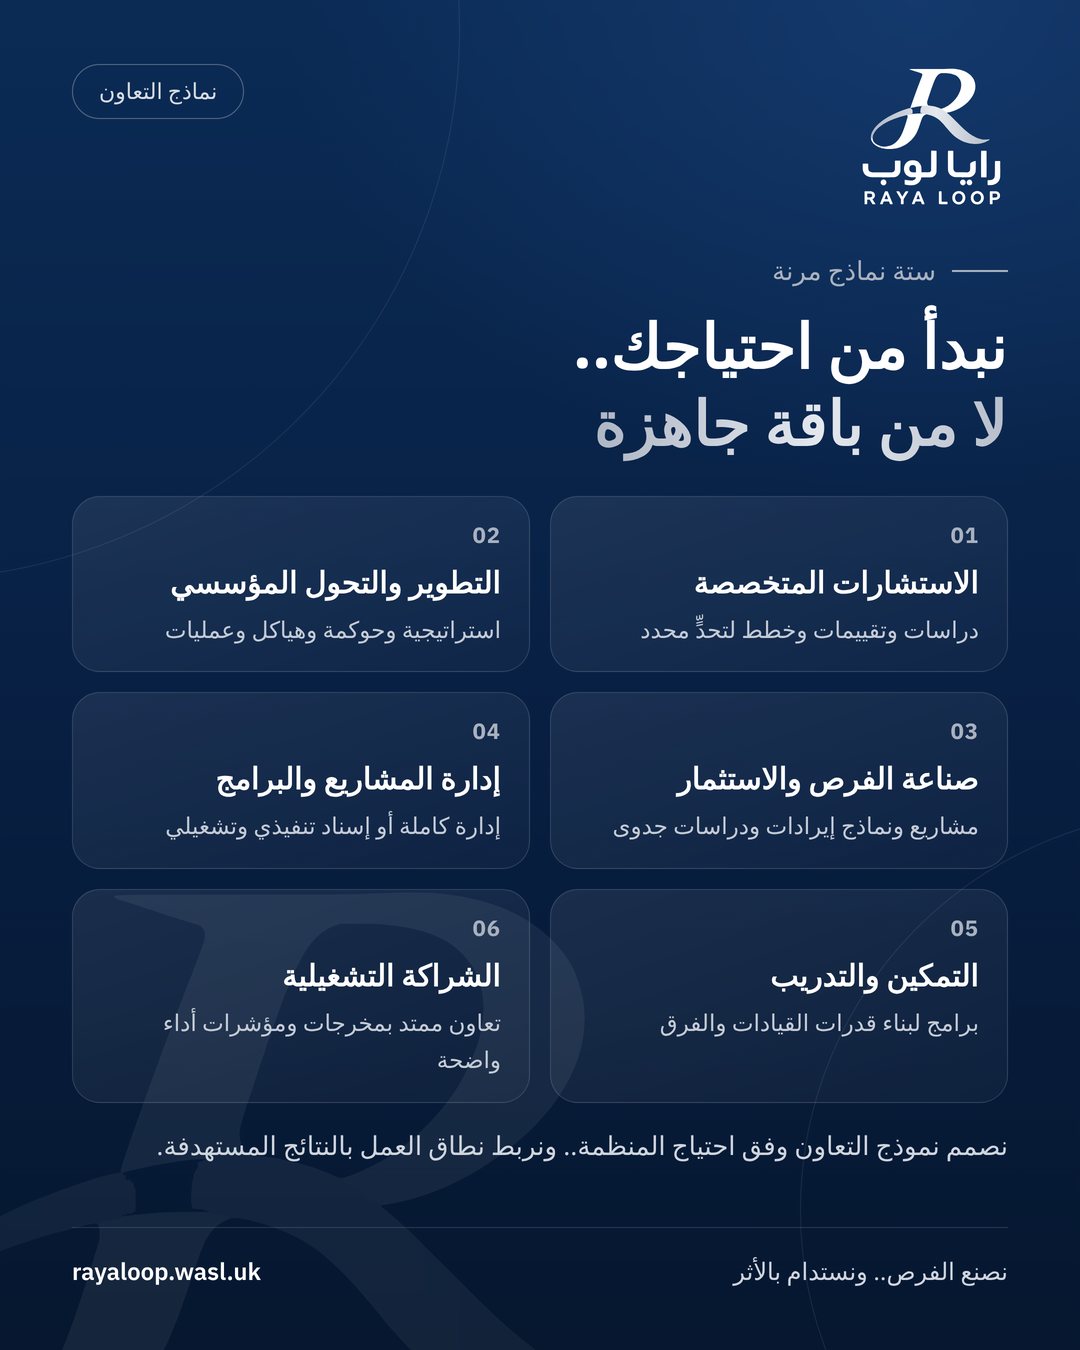 رايا لوب
RAYA LOOP
نماذج التعاون
ستة نماذج مرنة
نبدأ من احتياجك..
لا من باقة جاهزة
01
الاستشارات المتخصصة
دراسات وتقييمات وخطط لتحدٍّ محدد
02
التطوير والتحول المؤسسي
استراتيجية وحوكمة وهياكل وعمليات
03
صناعة الفرص والاستثمار
مشاريع ونماذج إيرادات ودراسات جدوى
04
إدارة المشاريع والبرامج
إدارة كاملة أو إسناد تنفيذي وتشغيلي
05
التمكين والتدريب
برامج لبناء قدرات القيادات والفرق
06
الشراكة التشغيلية
تعاون ممتد بمخرجات ومؤشرات أداء
واضحة
نصمم نموذج التعاون وفق احتياج المنظمة.. ونربط نطاق العمل بالنتائج المستهدفة.
نصنع الفرص.. ونستدام بالأثر
rayaloop.wasl.uk